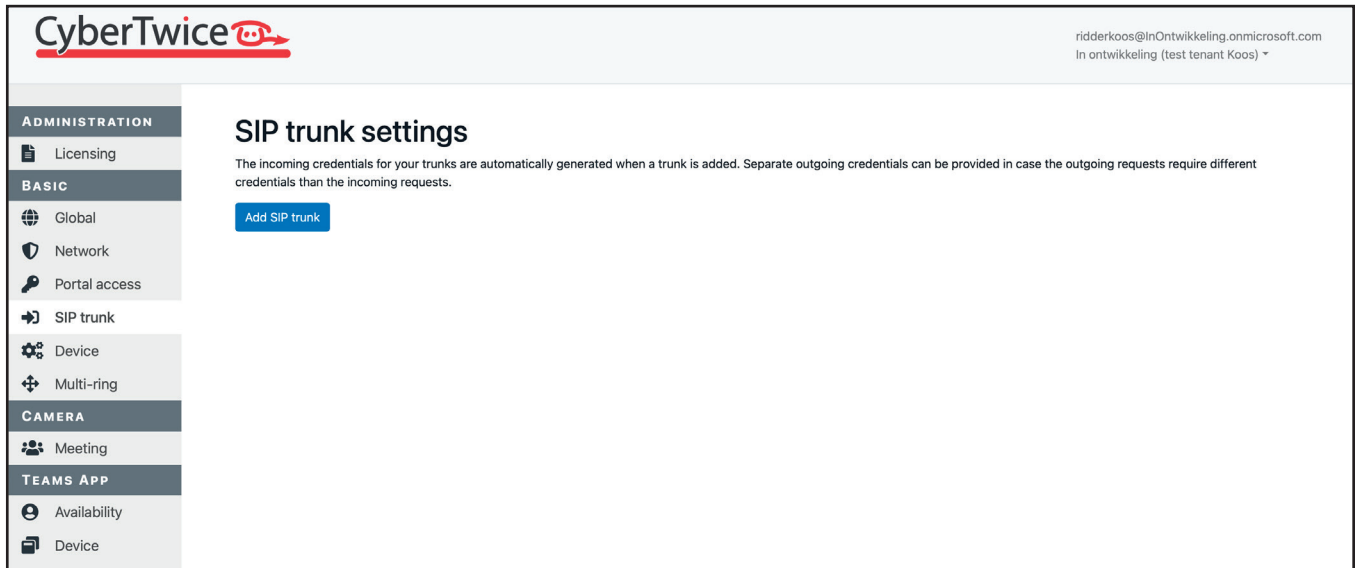 CyberTwice
ridderkoos@InOntwikkeling.onmicrosoft.com
In ontwikkeling (test tenant Koos)
ADMINISTRATION
Licensing
BASIC
Global
Network
Portal access
SIP trunk
Device
Multi-ring
CAMERA
Meeting
TEAMS APP
Availability
Device
SIP trunk settings
The incoming credentials for your trunks are automatically generated when a trunk is added. Separate outgoing credentials can be provided in case the outgoing requests require different
credentials than the incoming requests.
Add SIP trunk